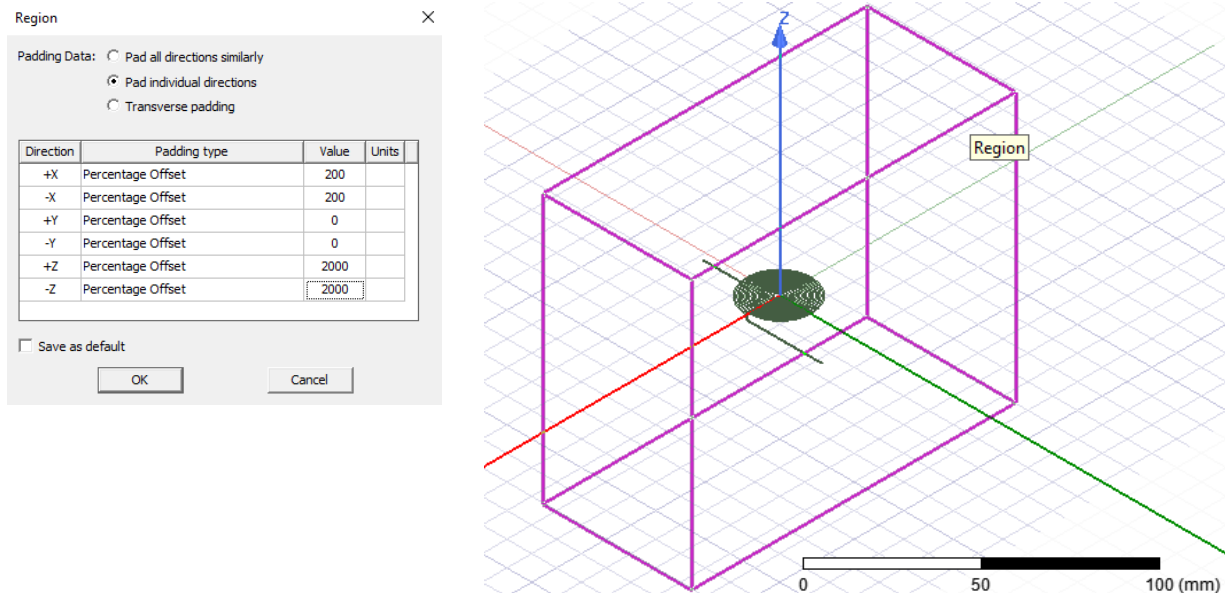 Region
Padding Data: Pad all directions similarly
Pad individual directions
Transverse padding
Direction Padding type Value Units
+X Percentage Offset 200
-X Percentage Offset 200
+Y Percentage Offset 0
-Y Percentage Offset 0
+Z Percentage Offset 2000
-Z Percentage Offset 2000
Save as default
OK Cancel
Z
Region
0 50 100 (mm)